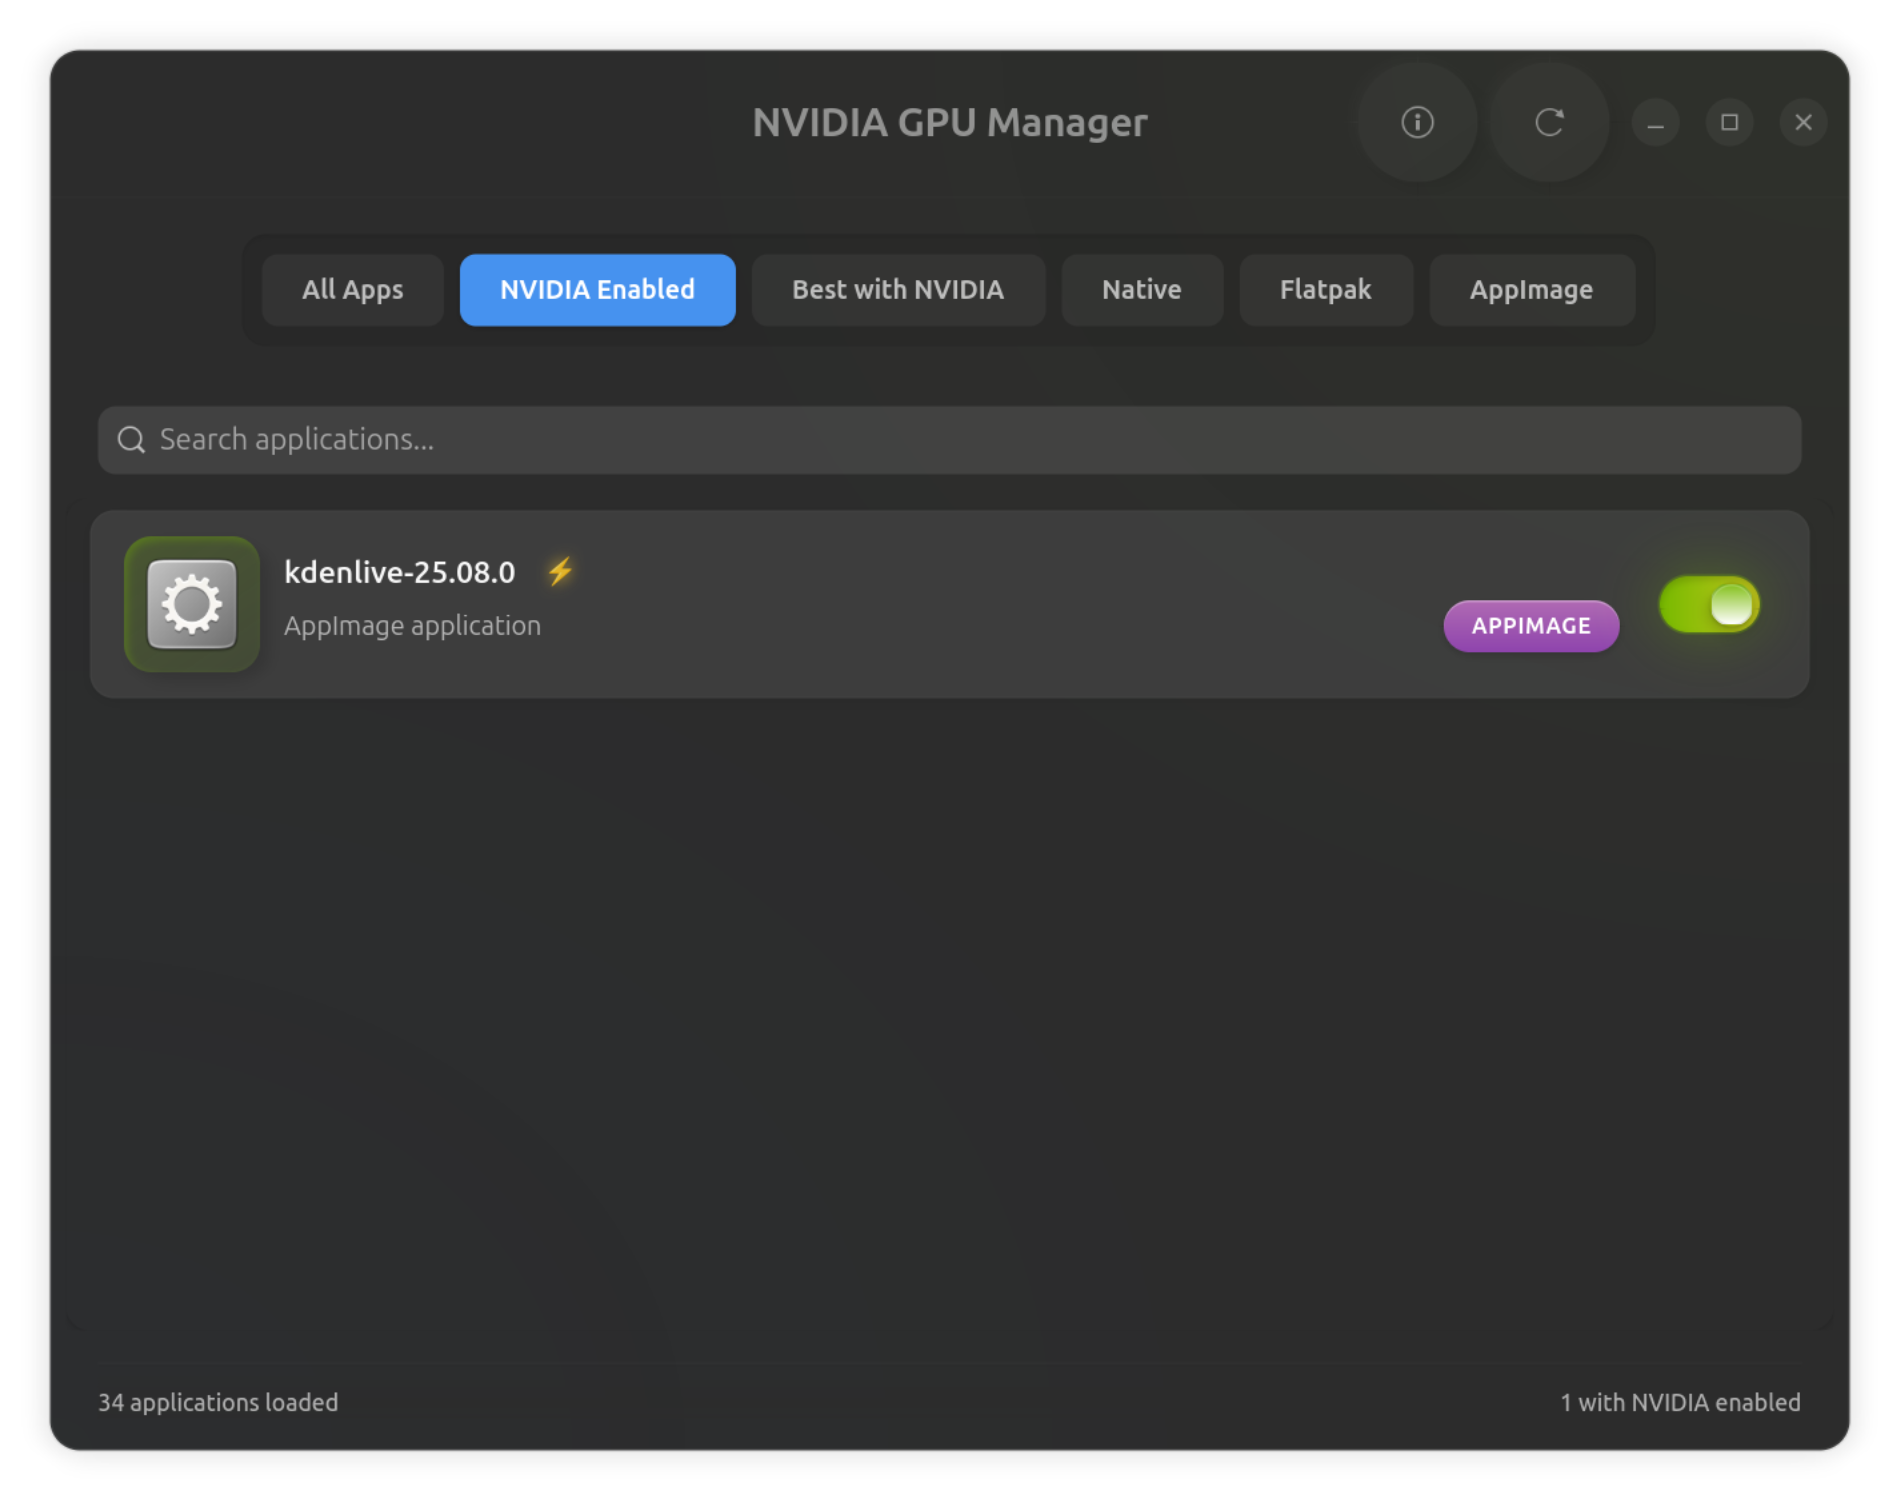 NVIDIA GPU Manager
All Apps
NVIDIA Enabled
Best with NVIDIA
Native
Flatpak
AppImage
Search applications...
kdenlive-25.08.0
AppImage application
APPIMAGE
34 applications loaded
1 with NVIDIA enabled